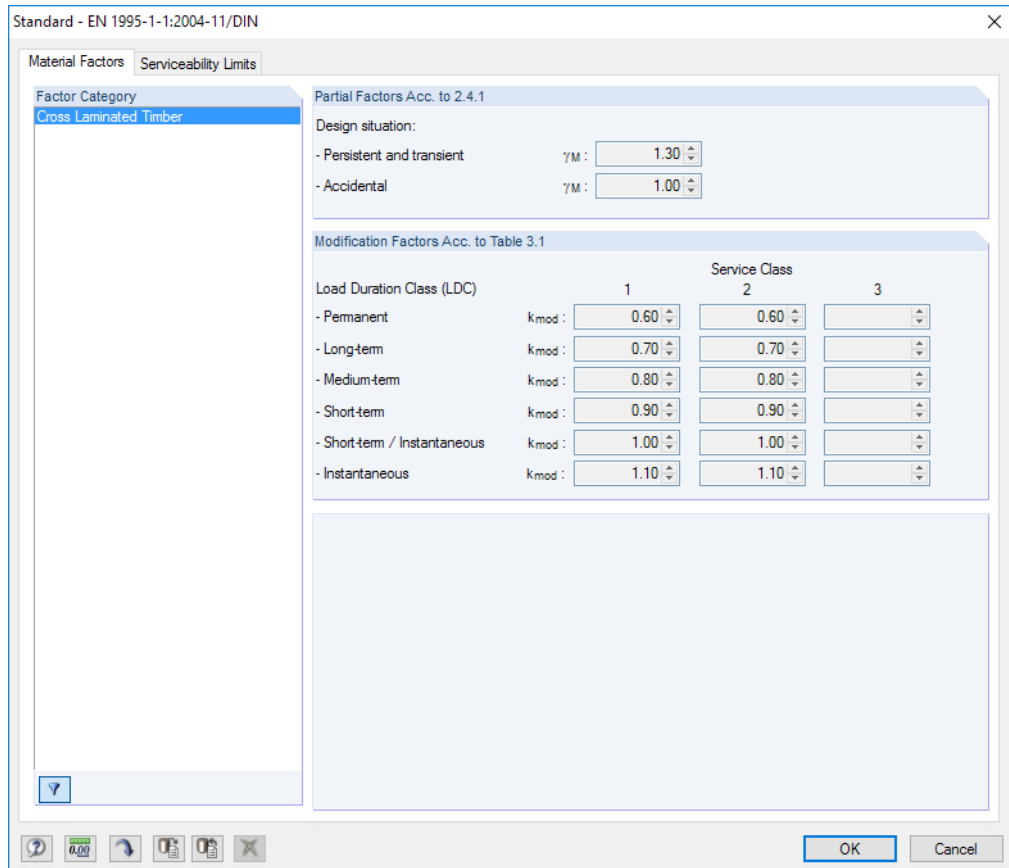 Standard - EN 1995-1-1:2004-11/DIN
Material Factors Serviceability Limits
Factor Category
Cross Laminated Timber
Partial Factors Acc. to 2.4.1
Design situation:
- Persistent and transient γM : 1.30
- Accidental γM : 1.00
Modification Factors Acc. to Table 3.1
Service Class
Load Duration Class (LDC) 1 2 3
- Permanent kmod : 0.60 0.60
- Long-term kmod : 0.70 0.70
- Medium-term kmod : 0.80 0.80
- Short-term kmod : 0.90 0.90
- Short-term / Instantaneous kmod : 1.00 1.00
- Instantaneous kmod : 1.10 1.10
0.00
OK Cancel